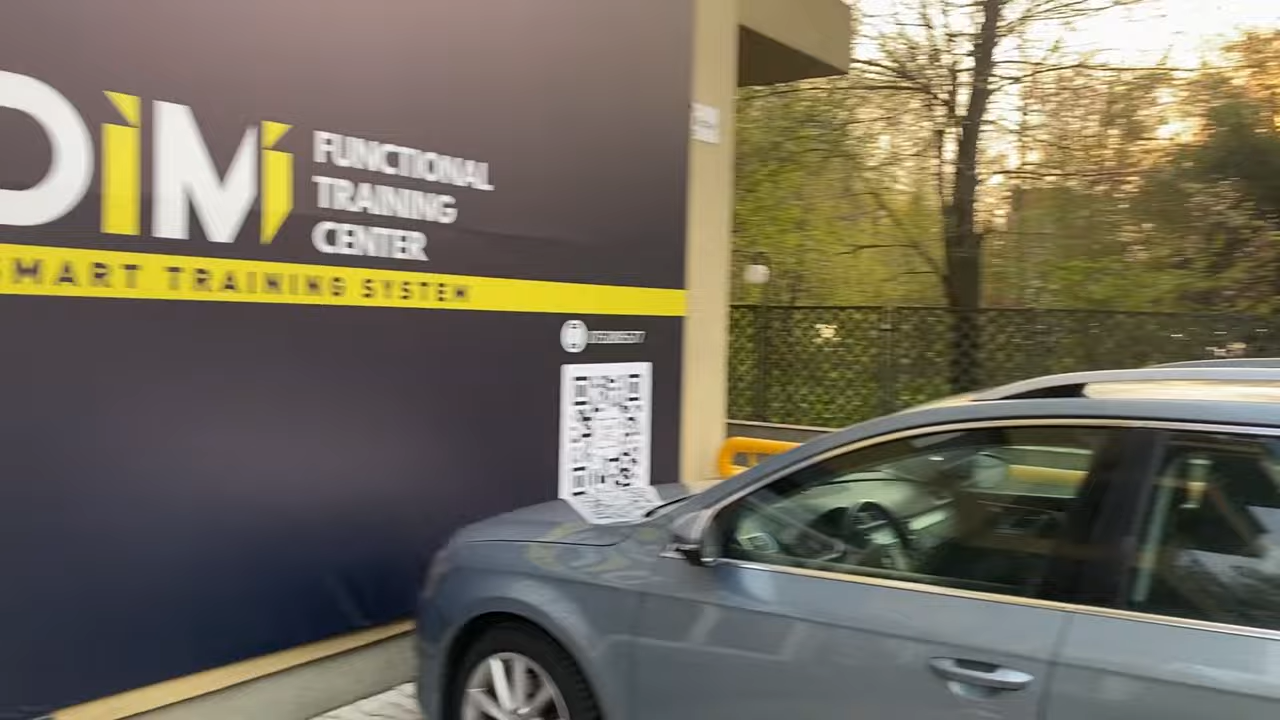 DiMi
FUNCTIONAL
TRAINING
CENTER
SMART TRAINING SYSTEM